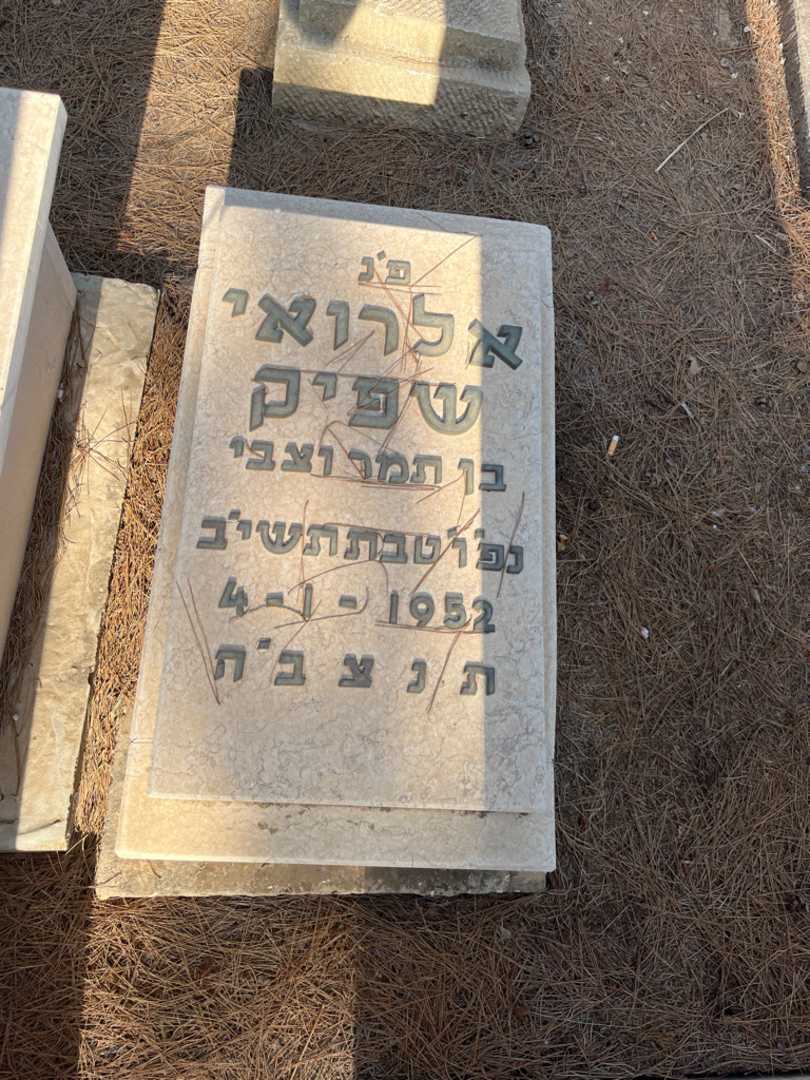 פ'נ
אלרואי
שפיק
בן תמר וצבי
נפ' ו' טבת תשי'ב
4-1-1952
ת נ צ ב'ה